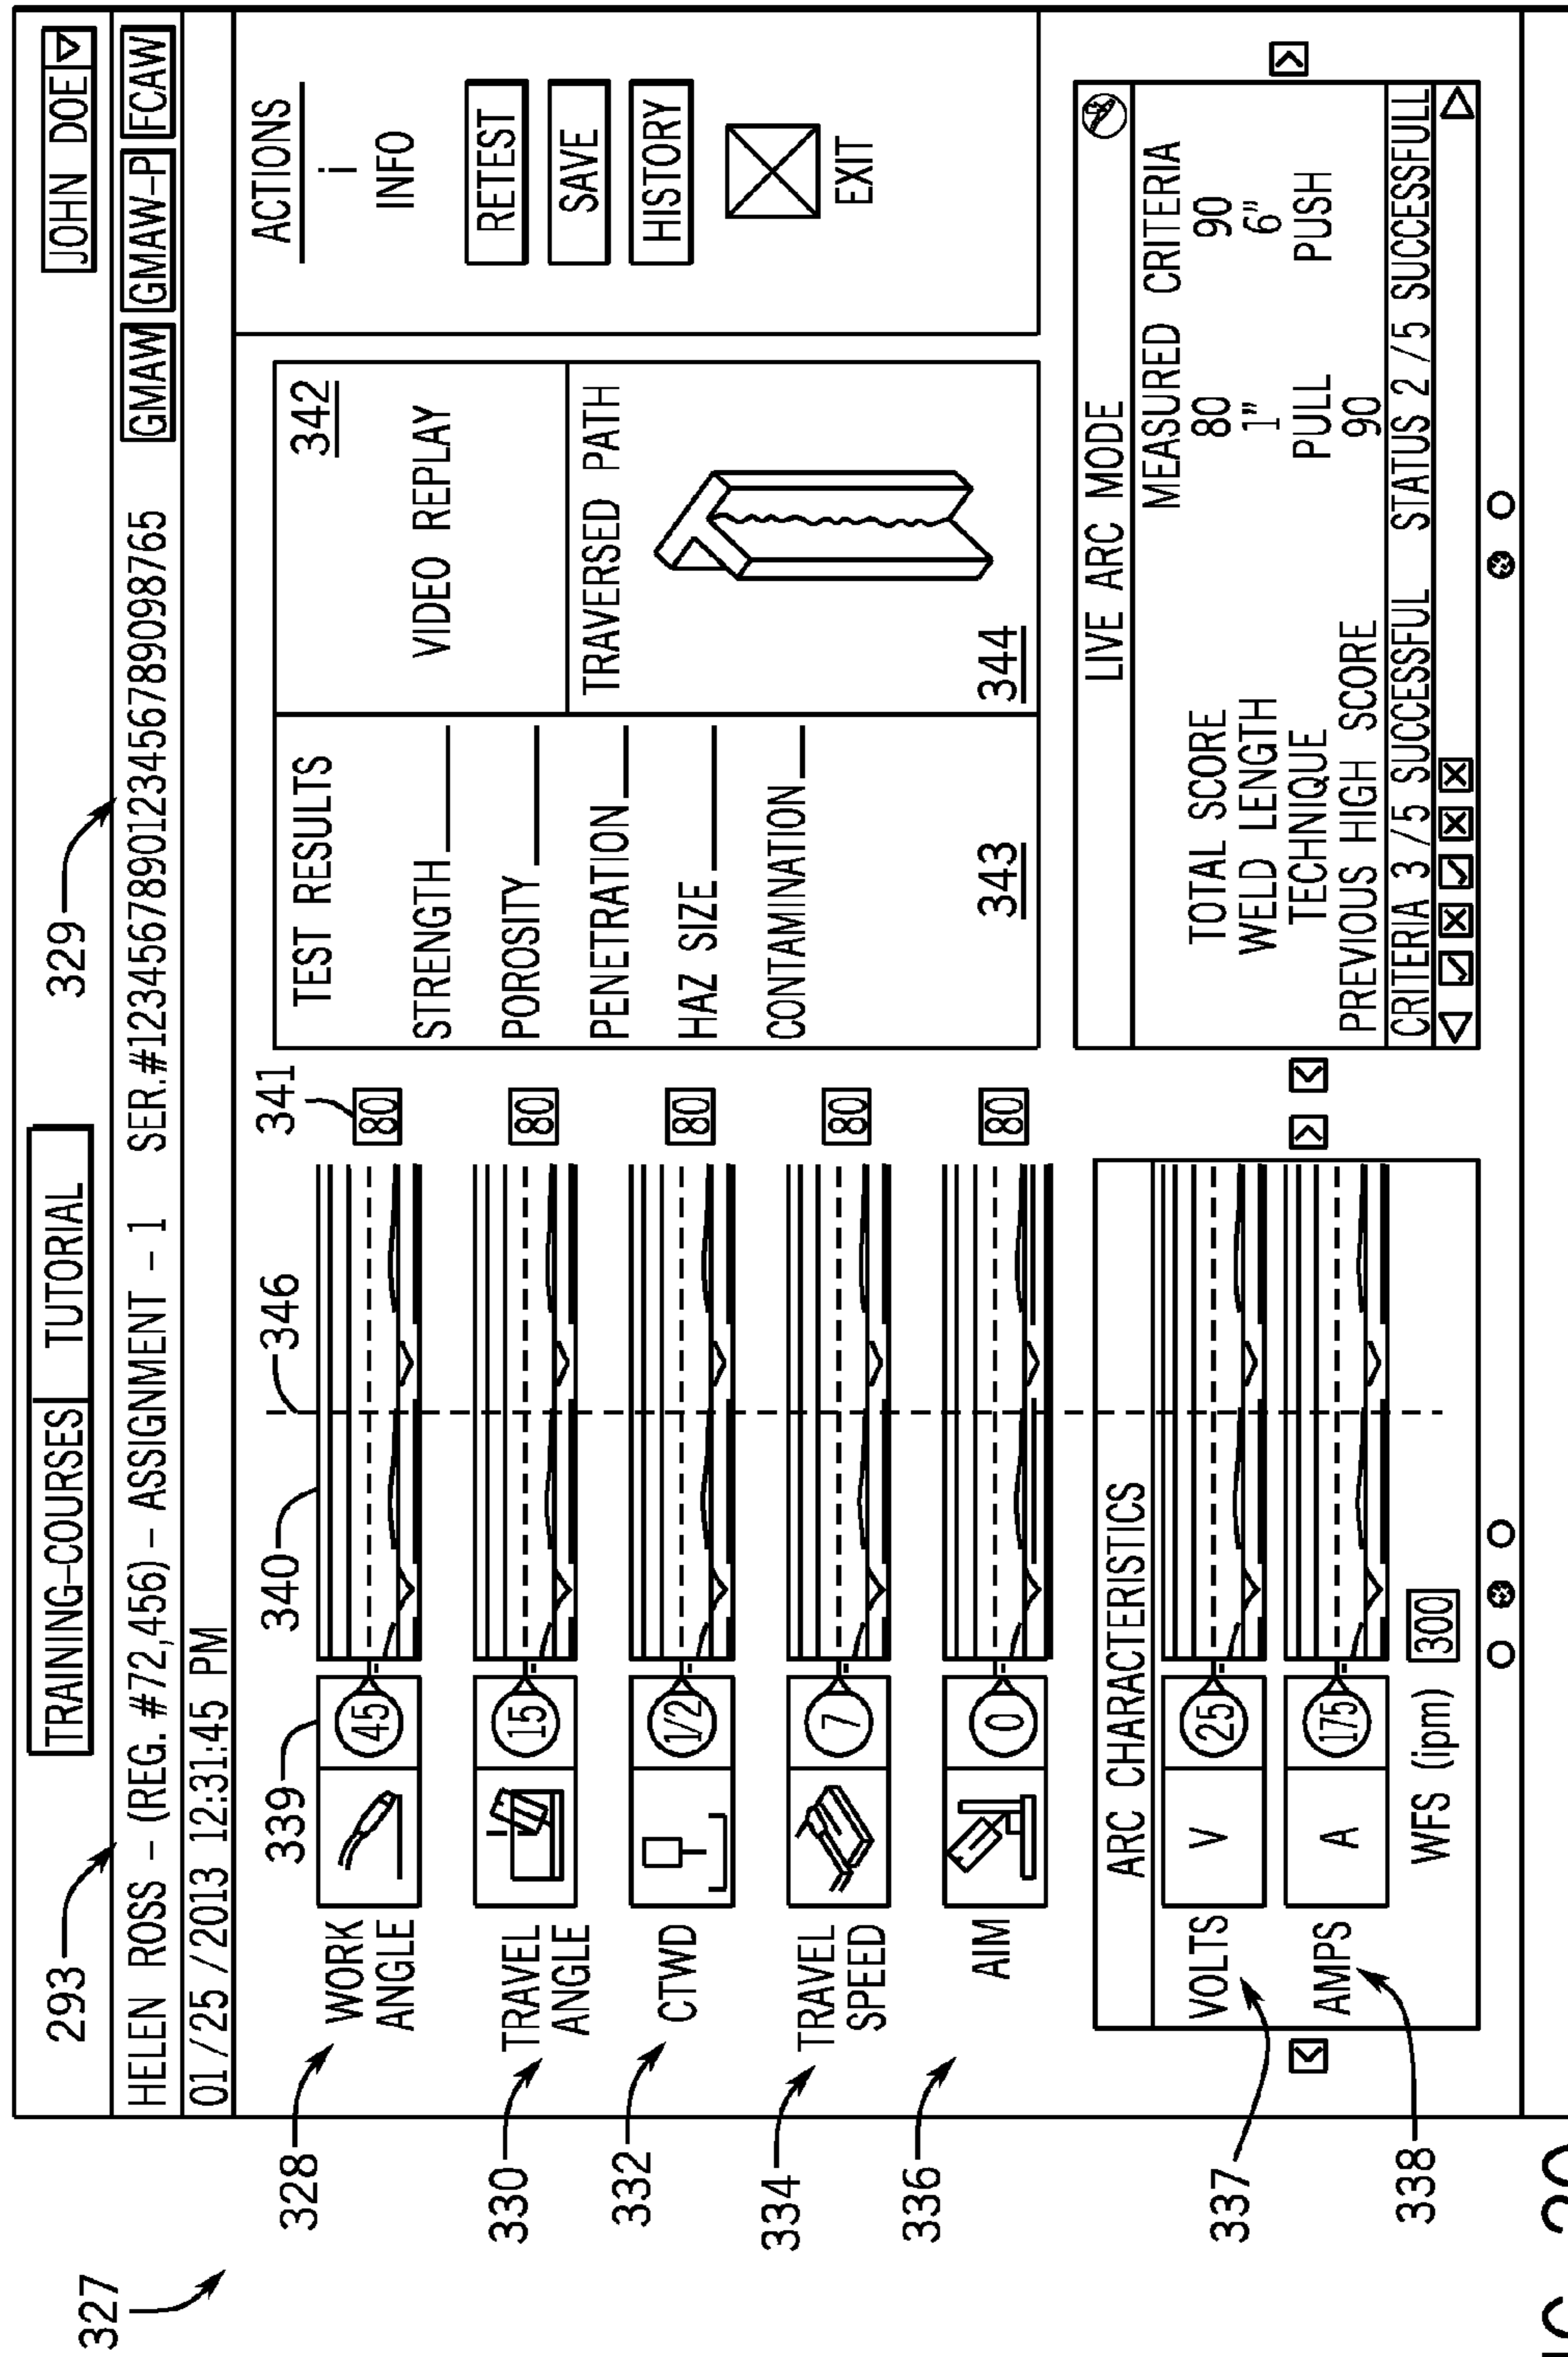 327
293
329
TRAINING-COURSES TUTORIAL
JOHN DOE
HELEN ROSS - (REG. #72,456) - ASSIGNMENT - 1 SER.#1234567890123456789098765
GMAW GMAW-P FCAW
01/25/2013 12:31:45 PM
328
WORK ANGLE
339
45
340
346
341
80
330
TRAVEL ANGLE
15
80
332
CTWD
1/2
80
334
TRAVEL SPEED
7
80
336
AIM
0
80
TEST RESULTS
STRENGTH
POROSITY
PENETRATION
HAZ SIZE
CONTAMINATION
343
342
VIDEO REPLAY
TRAVERSED PATH
344
ACTIONS
i
INFO
RETEST
SAVE
HISTORY
EXIT
ARC CHARACTERISTICS
337
VOLTS V 25
338
AMPS A 175
WFS (ipm) 300
LIVE ARC MODE
MEASURED CRITERIA
TOTAL SCORE 80 90
WELD LENGTH 1" 6"
TECHNIQUE PULL PUSH
PREVIOUS HIGH SCORE 90
CRITERIA 3/5 SUCCESSFUL STATUS 2/5 SUCCESSFULL